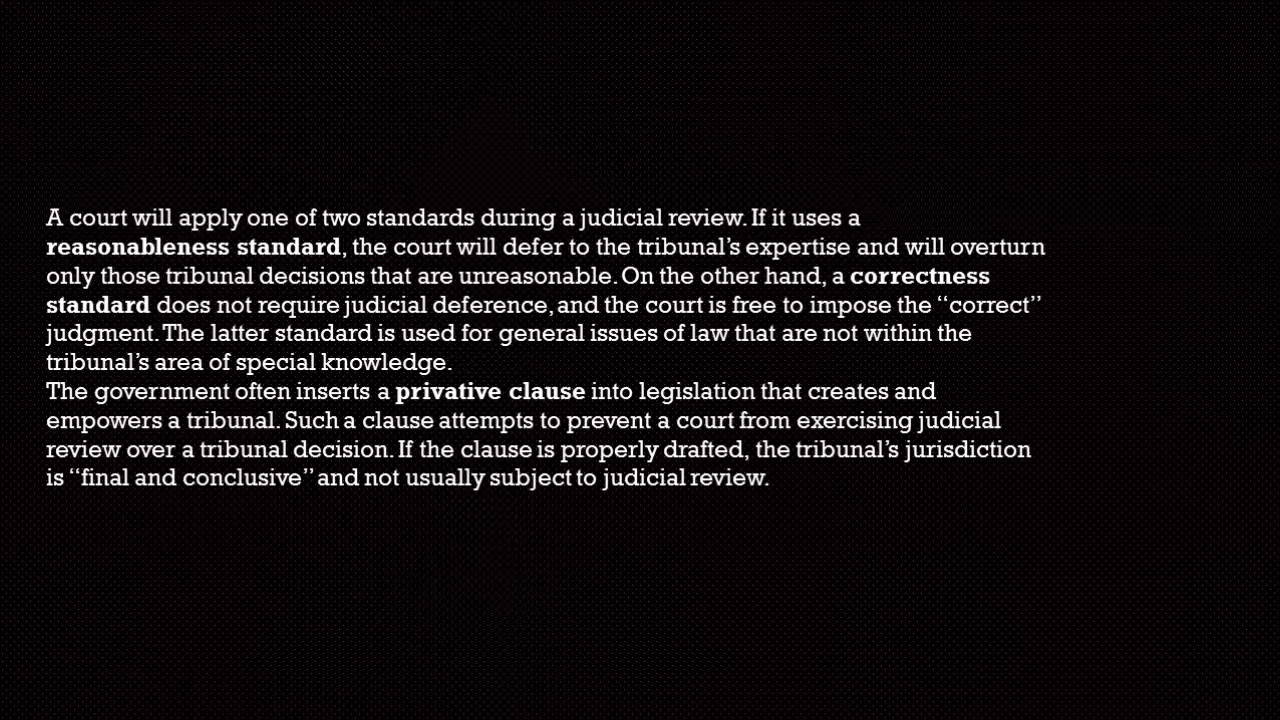 A court will apply one of two standards during a judicial review. If it uses a
reasonableness standard, the court will defer to the tribunal’s expertise and will overturn
only those tribunal decisions that are unreasonable. On the other hand, a correctness
standard does not require judicial deference, and the court is free to impose the “correct”
judgment. The latter standard is used for general issues of law that are not within the
tribunal’s area of special knowledge.
The government often inserts a privative clause into legislation that creates and
empowers a tribunal. Such a clause attempts to prevent a court from exercising judicial
review over a tribunal decision. If the clause is properly drafted, the tribunal’s jurisdiction
is “final and conclusive” and not usually subject to judicial review.